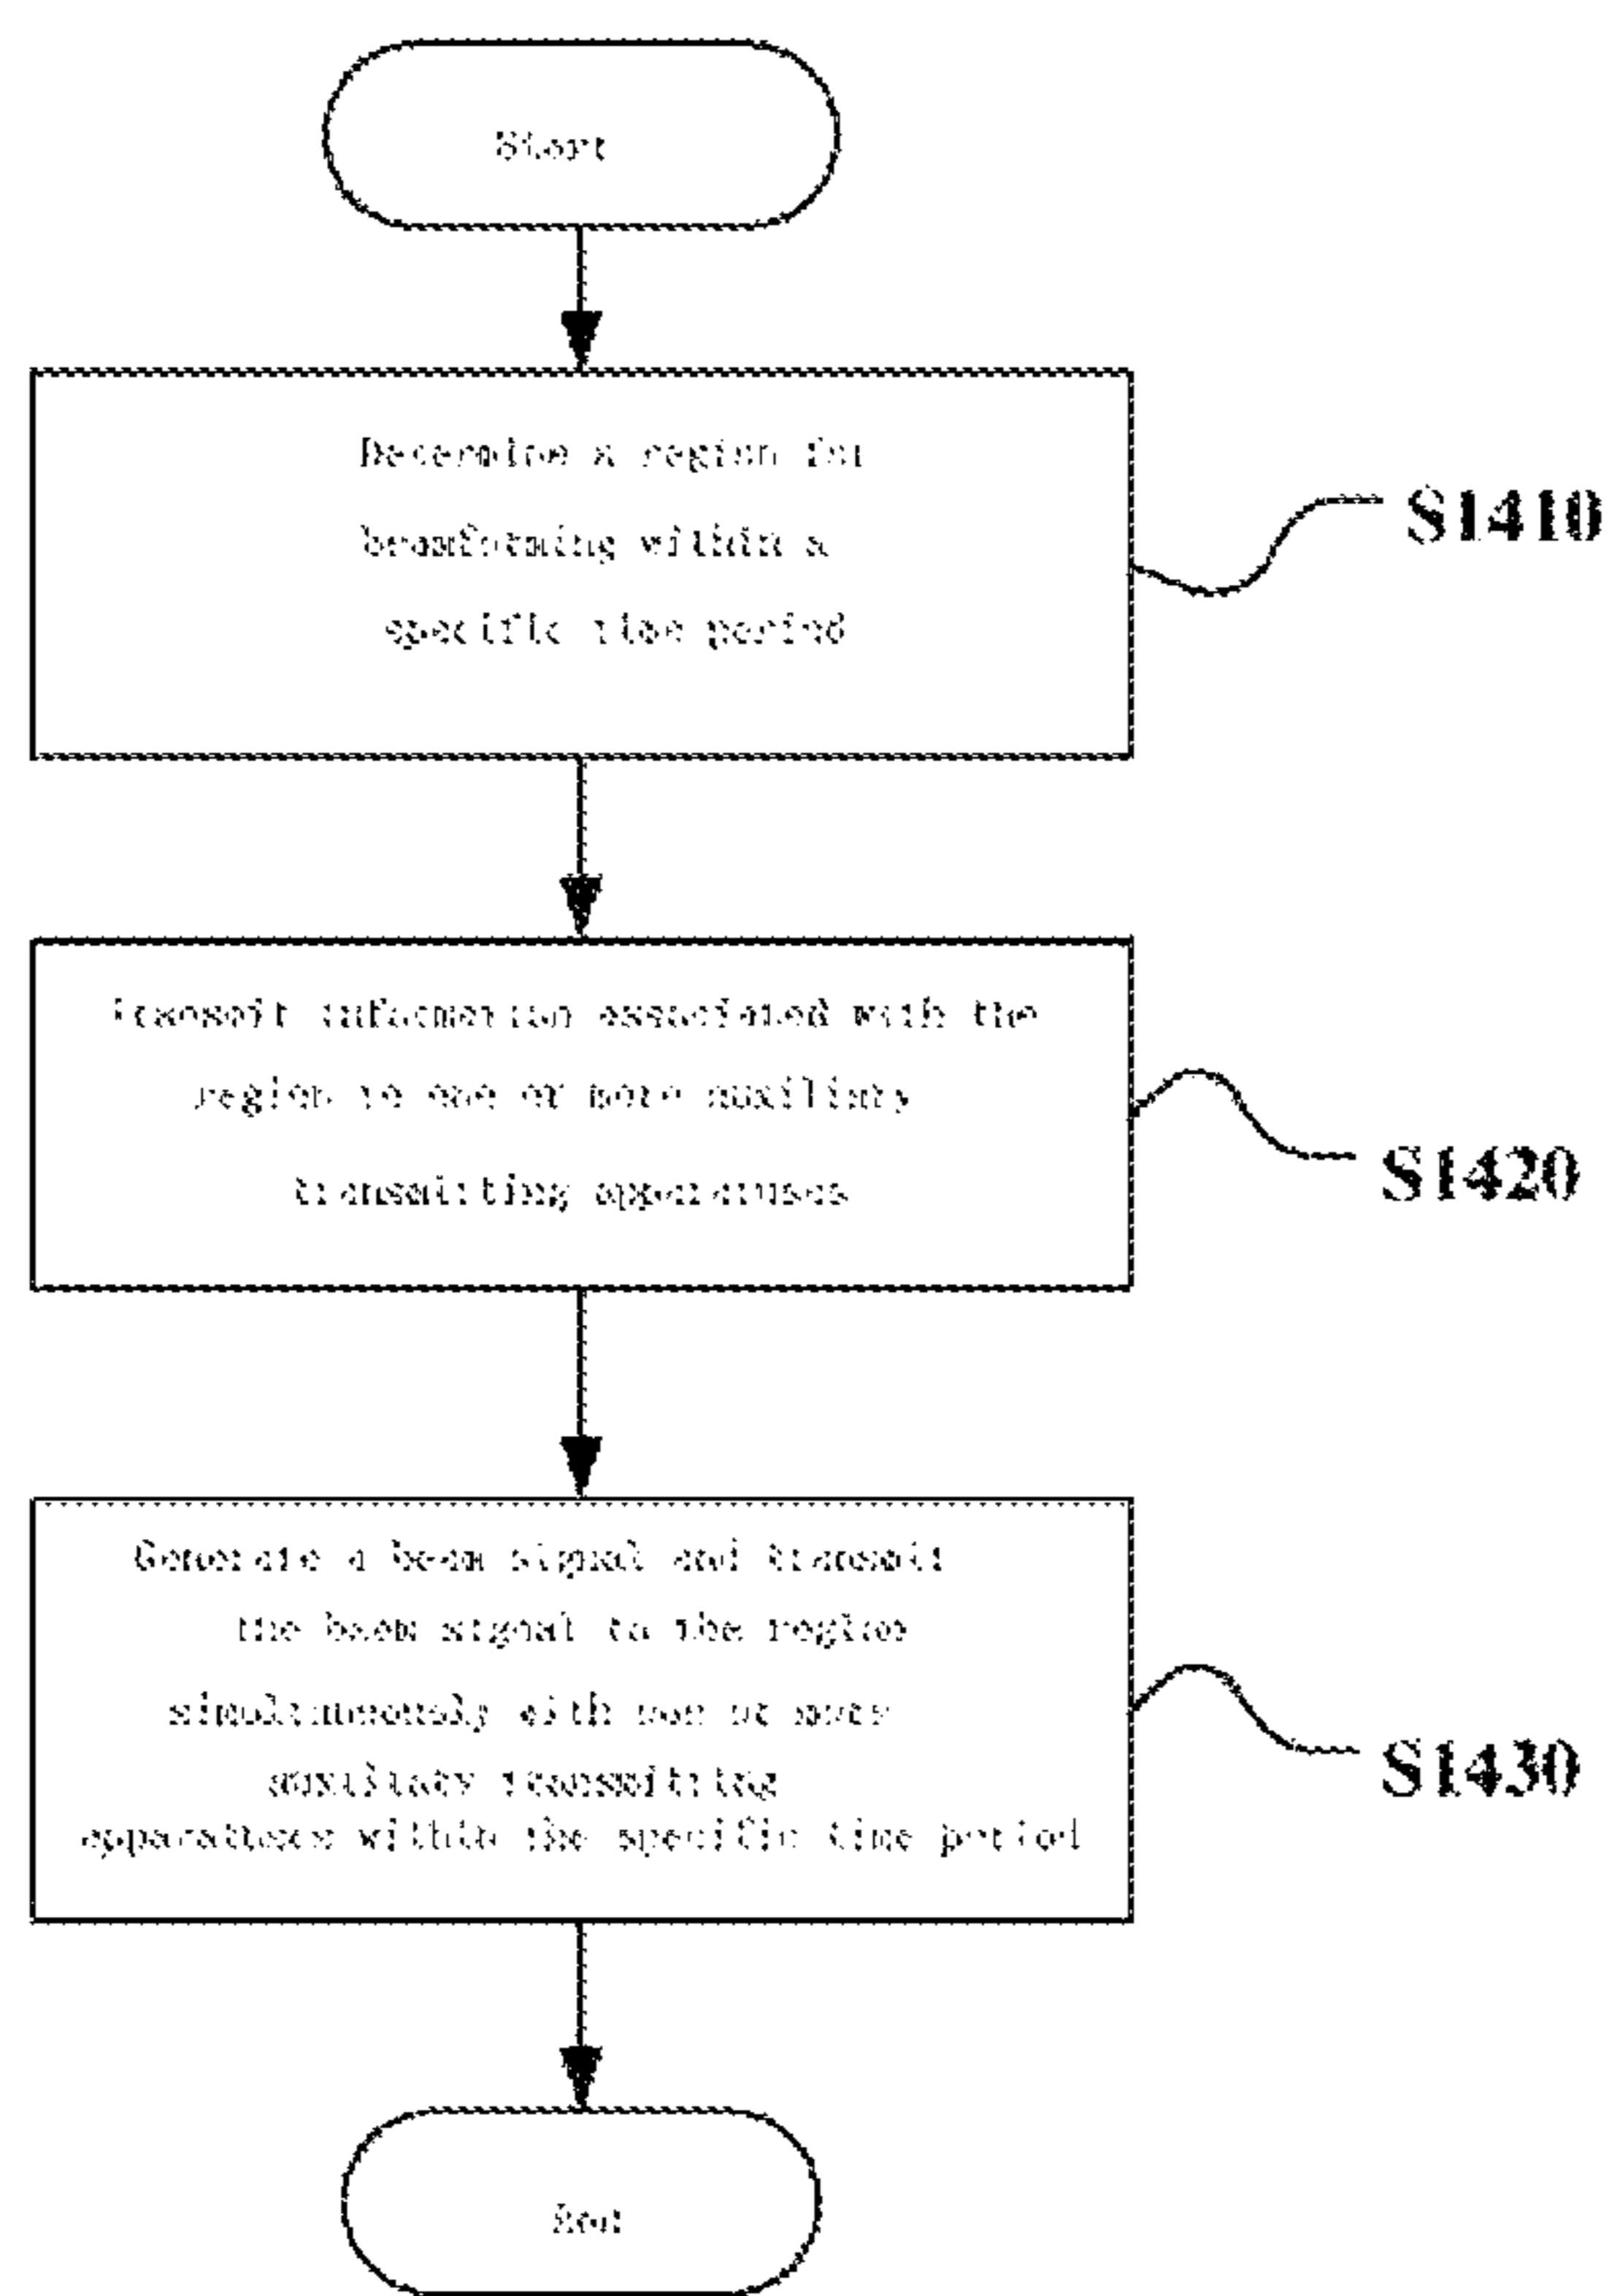 Start
Determine a region for
beamforming within a
specific time period
S1410
Transmit information associated with the
region to one or more auxiliary
transmitting apparatuses
S1420
Generate a beam signal and transmit
the beam signal to the region
simultaneously with one or more
auxiliary transmitting
apparatuses within the specific time period
S1430
End